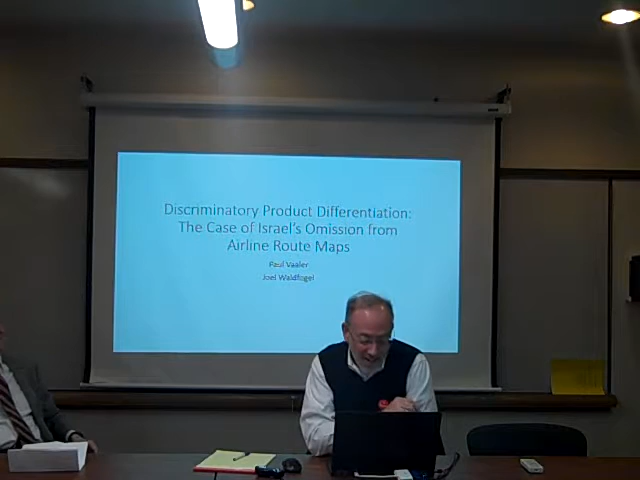 Discriminatory Product Differentiation:
The Case of Israel's Omission from
Airline Route Maps
Paul Vaaler
Joel Waldfogel